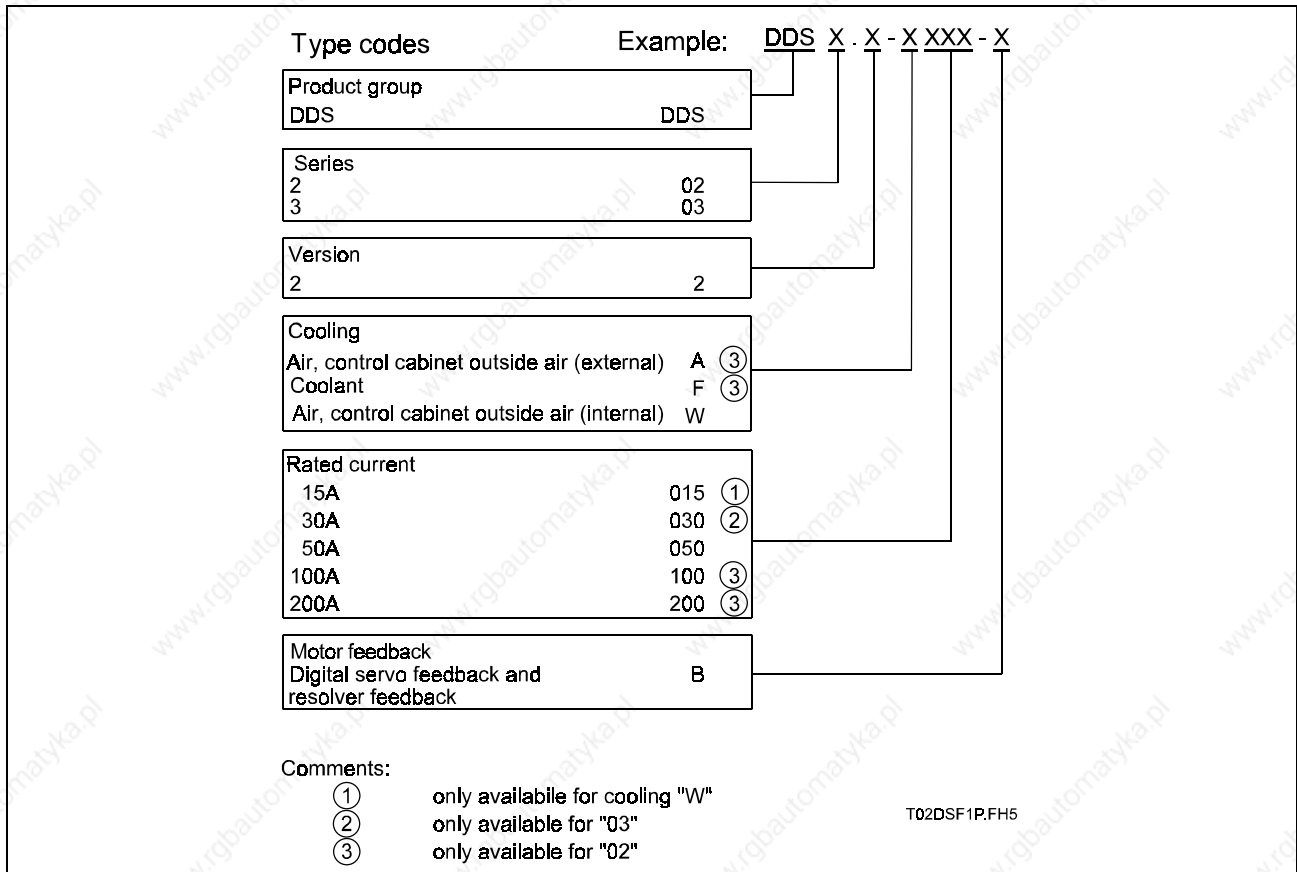 Type codes Example: DDS X . X - X XXX - X
Product group
DDS DDS
Series
2 02
3 03
Version
2 2
Cooling
Air, control cabinet outside air (external) A ③
Coolant F ③
Air, control cabinet outside air (internal) W
Rated current
15A 015 ①
30A 030 ②
50A 050
100A 100 ③
200A 200 ③
Motor feedback
Digital servo feedback and B
resolver feedback
Comments:
① only availabile for cooling "W"
② only available for "03"
③ only available for "02"
T02DSF1P.FH5
www.rgbautomatyka.pl